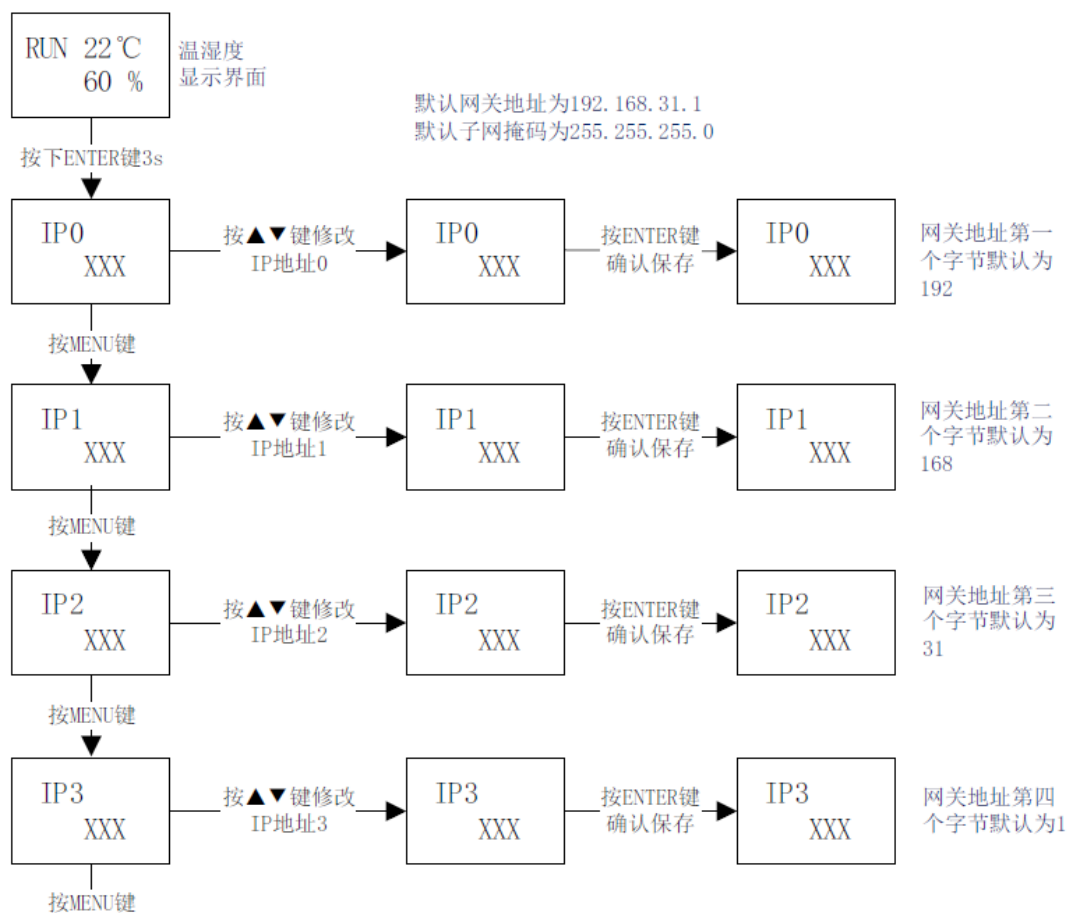 RUN 22℃
60 %
温湿度
显示界面
默认网关地址为192.168.31.1
默认子网掩码为255.255.255.0
按下ENTER键3s
IP0
XXX
按▲▼键修改
IP地址0
IP0
XXX
按ENTER键
确认保存
IP0
XXX
网关地址第一
个字节默认为
192
按MENU键
IP1
XXX
按▲▼键修改
IP地址1
IP1
XXX
按ENTER键
确认保存
IP1
XXX
网关地址第二
个字节默认为
168
按MENU键
IP2
XXX
按▲▼键修改
IP地址2
IP2
XXX
按ENTER键
确认保存
IP2
XXX
网关地址第三
个字节默认为
31
按MENU键
IP3
XXX
按▲▼键修改
IP地址3
IP3
XXX
按ENTER键
确认保存
IP3
XXX
网关地址第四
个字节默认为1
按MENU键